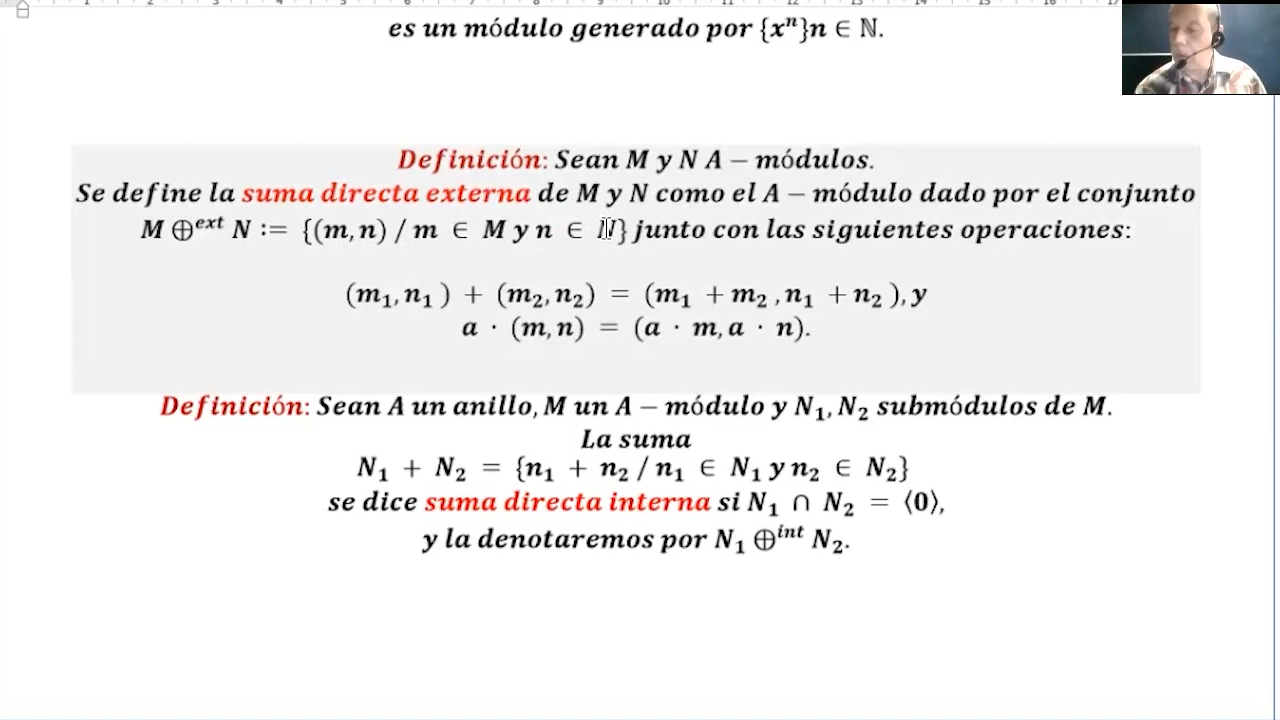 es un módulo generado por {xⁿ}n ∈ ℕ.
Definición: Sean M y N A − módulos.
Se define la suma directa externa de M y N como el A − módulo dado por el conjunto
M ⊕ᵉˣᵗ N := {(m, n) / m ∈ M y n ∈ N} junto con las siguientes operaciones:
(m₁, n₁ ) + (m₂, n₂) = (m₁ + m₂ , n₁ + n₂ ), y
a · (m, n) = (a · m, a · n).
Definición: Sean A un anillo, M un A − módulo y N₁, N₂ submódulos de M.
La suma
N₁ + N₂ = {n₁ + n₂ / n₁ ∈ N₁ y n₂ ∈ N₂}
se dice suma directa interna si N₁ ∩ N₂ = ⟨0⟩,
y la denotaremos por N₁ ⊕ⁱⁿᵗ N₂.